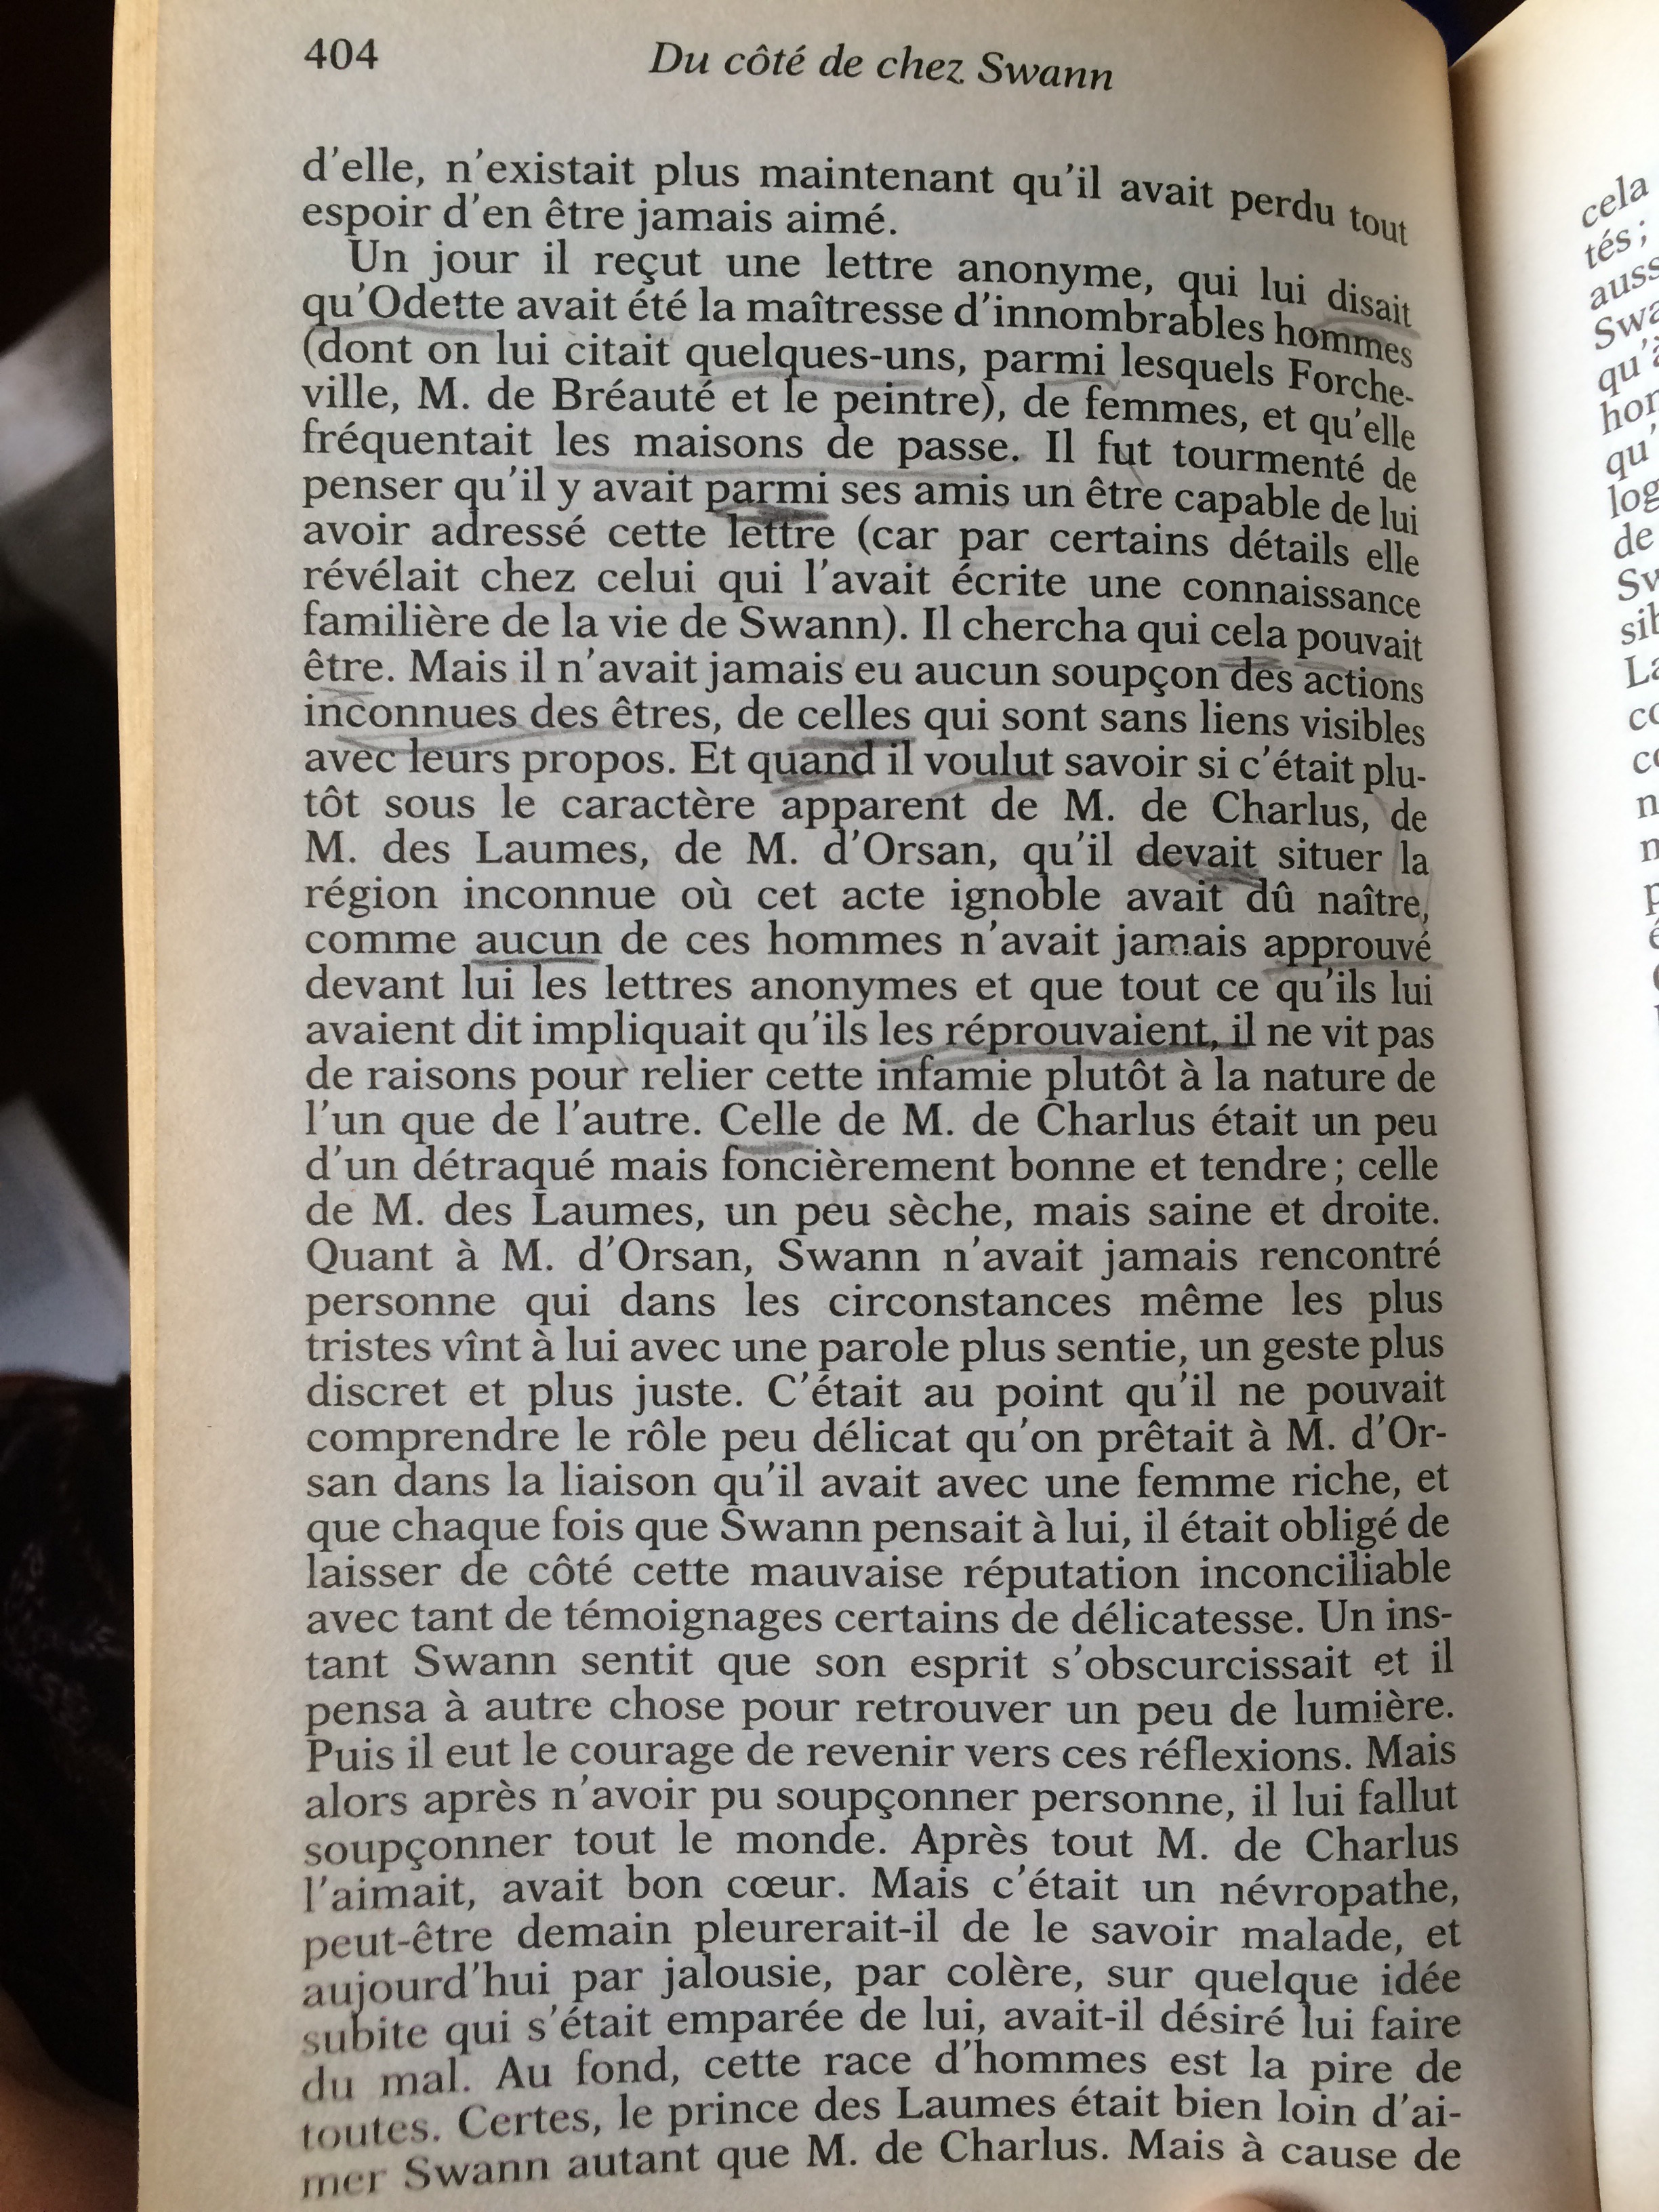 404
Du côté de chez Swann
d'elle, n'existait plus maintenant qu'il avait perdu tout
espoir d'en être jamais aimé.
Un jour il reçut une lettre anonyme, qui lui disait
qu'Odette avait été la maîtresse d'innombrables hommes
(dont on lui citait quelques-uns, parmi lesquels Forche-
ville, M. de Bréauté et le peintre), de femmes, et qu'elle
fréquentait les maisons de passe. Il fut tourmenté de
penser qu'il y avait parmi ses amis un être capable de lui
avoir adressé cette lettre (car par certains détails elle
révélait chez celui qui l'avait écrite une connaissance
familière de la vie de Swann). Il chercha qui cela pouvait
être. Mais il n'avait jamais eu aucun soupçon des actions
inconnues des êtres, de celles qui sont sans liens visibles
avec leurs propos. Et quand il voulut savoir si c'était plu-
tôt sous le caractère apparent de M. de Charlus, de
M. des Laumes, de M. d'Orsan, qu'il devait situer la
région inconnue où cet acte ignoble avait dû naître,
comme aucun de ces hommes n'avait jamais approuvé
devant lui les lettres anonymes et que tout ce qu'ils lui
avaient dit impliquait qu'ils les réprouvaient, il ne vit pas
de raisons pour relier cette infamie plutôt à la nature de
l'un que de l'autre. Celle de M. de Charlus était un peu
d'un détraqué mais foncièrement bonne et tendre ; celle
de M. des Laumes, un peu sèche, mais saine et droite.
Quant à M. d'Orsan, Swann n'avait jamais rencontré
personne qui dans les circonstances même les plus
tristes vînt à lui avec une parole plus sentie, un geste plus
discret et plus juste. C'était au point qu'il ne pouvait
comprendre le rôle peu délicat qu'on prêtait à M. d'Or-
san dans la liaison qu'il avait avec une femme riche, et
que chaque fois que Swann pensait à lui, il était obligé de
laisser de côté cette mauvaise réputation inconciliable
avec tant de témoignages certains de délicatesse. Un ins-
tant Swann sentit que son esprit s'obscurcissait et il
pensa à autre chose pour retrouver un peu de lumière.
Puis il eut le courage de revenir vers ces réflexions. Mais
alors après n'avoir pu soupçonner personne, il lui fallut
soupçonner tout le monde. Après tout M. de Charlus
l'aimait, avait bon cœur. Mais c'était un névropathe,
peut-être demain pleurerait-il de le savoir malade, et
aujourd'hui par jalousie, par colère, sur quelque idée
subite qui s'était emparée de lui, avait-il désiré lui faire
du mal. Au fond, cette race d'hommes est la pire de
toutes. Certes, le prince des Laumes était bien loin d'ai-
mer Swann autant que M. de Charlus. Mais à cause de
cela
tés ;